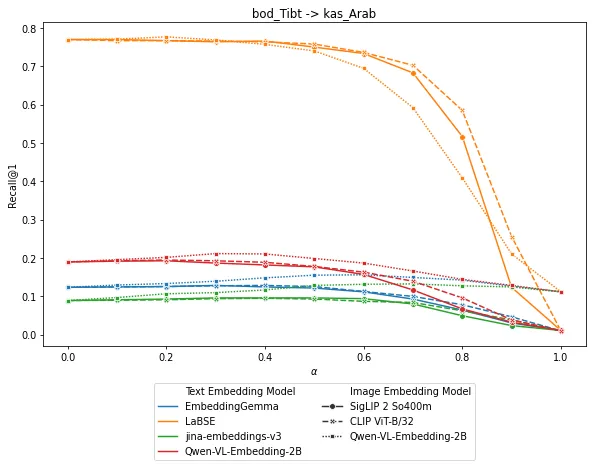 bod_Tibt -> kas_Arab
Recall@1
0.8
0.7
0.6
0.5
0.4
0.3
0.2
0.1
0.0
0.0 0.2 0.4 0.6 0.8 1.0
α
Text Embedding Model Image Embedding Model
EmbeddingGemma SigLIP 2 So400m
LaBSE CLIP ViT-B/32
jina-embeddings-v3 Qwen-VL-Embedding-2B
Qwen-VL-Embedding-2B